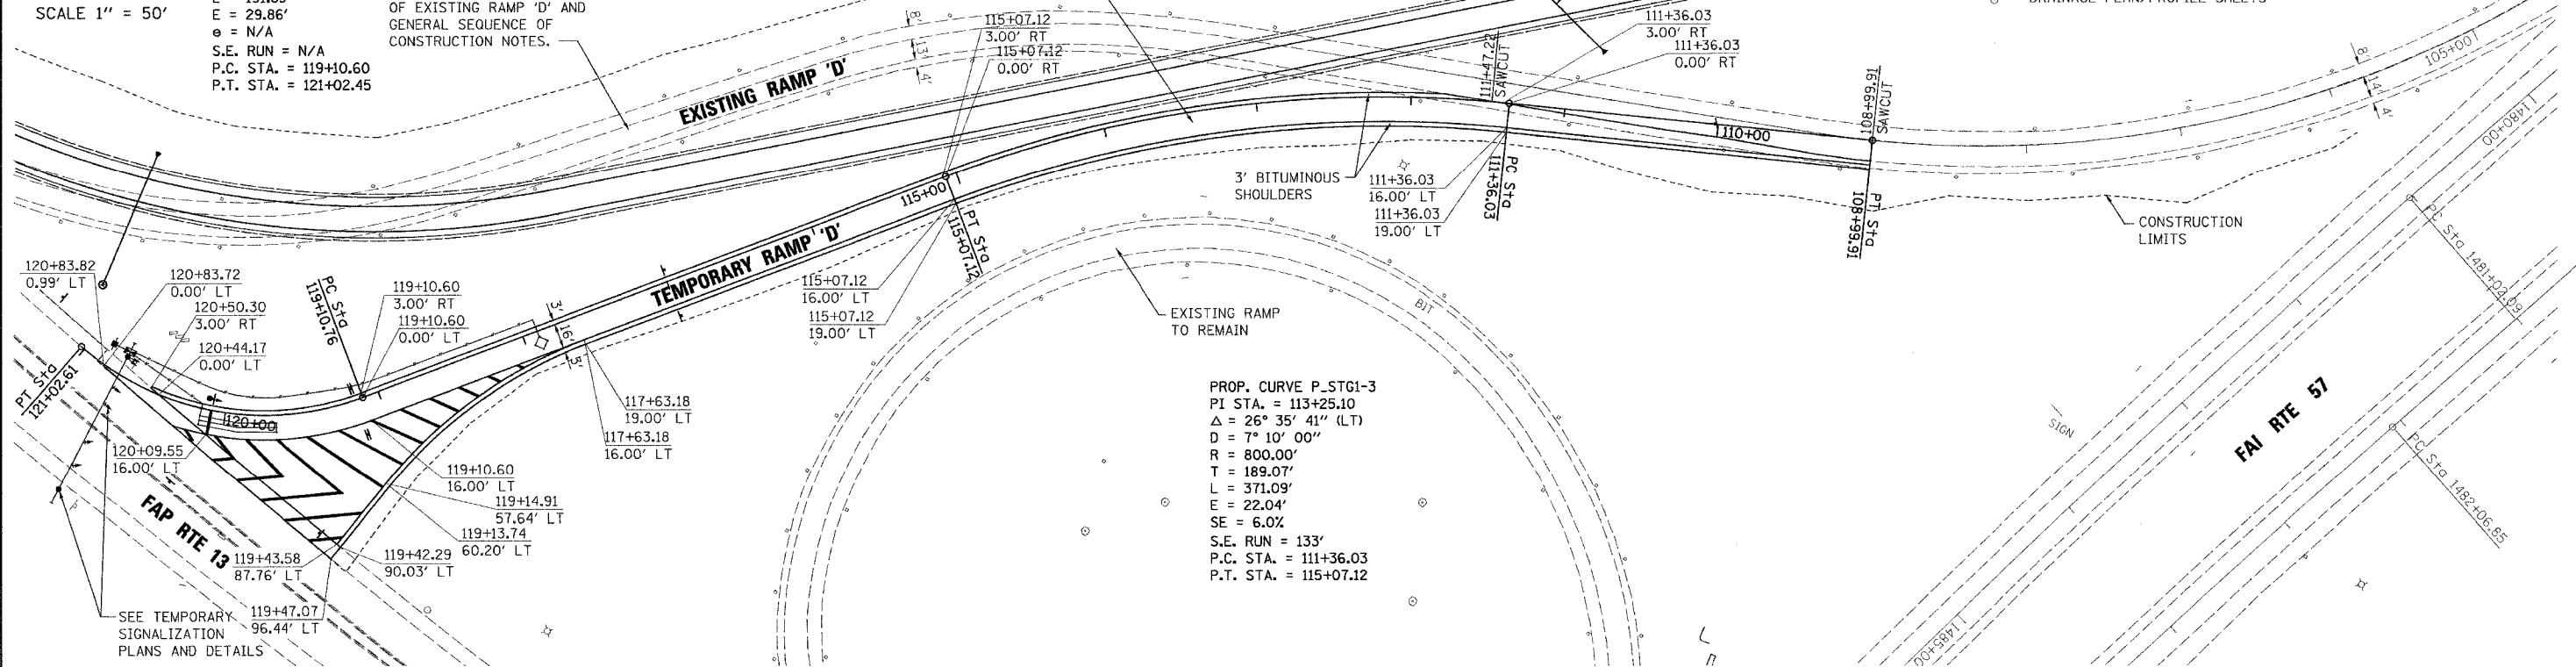 SCALE 1" = 50'
E = 29.86'
e = N/A
S.E. RUN = N/A
P.C. STA. = 119+10.60
P.T. STA. = 121+02.45
OF EXISTING RAMP 'D' AND
GENERAL SEQUENCE OF
CONSTRUCTION NOTES.
8'
13'
4'
EXISTING RAMP 'D'
115+07.12
3.00' RT
115+07.12
0.00' RT
111+47.22
SAWCUT
111+36.03
3.00' RT
111+36.03
0.00' RT
110+00
108+99.91
SAWCUT
8'
14'
4'
105+00
1480+00
3' BITUMINOUS
SHOULDERS
111+36.03
16.00' LT
111+36.03
19.00' LT
PC Sta
111+36.03
PT Sta
108+99.91
CONSTRUCTION
LIMITS
PC Sta 1481+02.09
115+00
PT Sta
115+07.12
TEMPORARY RAMP 'D'
115+07.12
16.00' LT
115+07.12
19.00' LT
EXISTING RAMP
TO REMAIN
BIT
120+83.82
0.99' LT
120+83.72
0.00' LT
120+50.30
3.00' RT
120+44.17
0.00' LT
PC Sta
119+10.76
119+10.60
3.00' RT
119+10.60
0.00' LT
3'
16'
PT Sta
121+02.61
120+00
120+09.55
16.00' LT
117+63.18
19.00' LT
117+63.18
16.00' LT
119+10.60
16.00' LT
119+14.91
57.64' LT
119+13.74
60.20' LT
119+42.29
90.03' LT
FAP RTE 13
119+43.58
87.76' LT
119+47.07
96.44' LT
SEE TEMPORARY
SIGNALIZATION
PLANS AND DETAILS
PROP. CURVE P_STG1-3
PI STA. = 113+25.10
Δ = 26° 35' 41" (LT)
D = 7° 10' 00"
R = 800.00'
T = 189.07'
L = 371.09'
E = 22.04'
SE = 6.0%
S.E. RUN = 133'
P.C. STA. = 111+36.03
P.T. STA. = 115+07.12
SIGN
FAI RTE 57
PC Sta 1482+06.85
1485+00